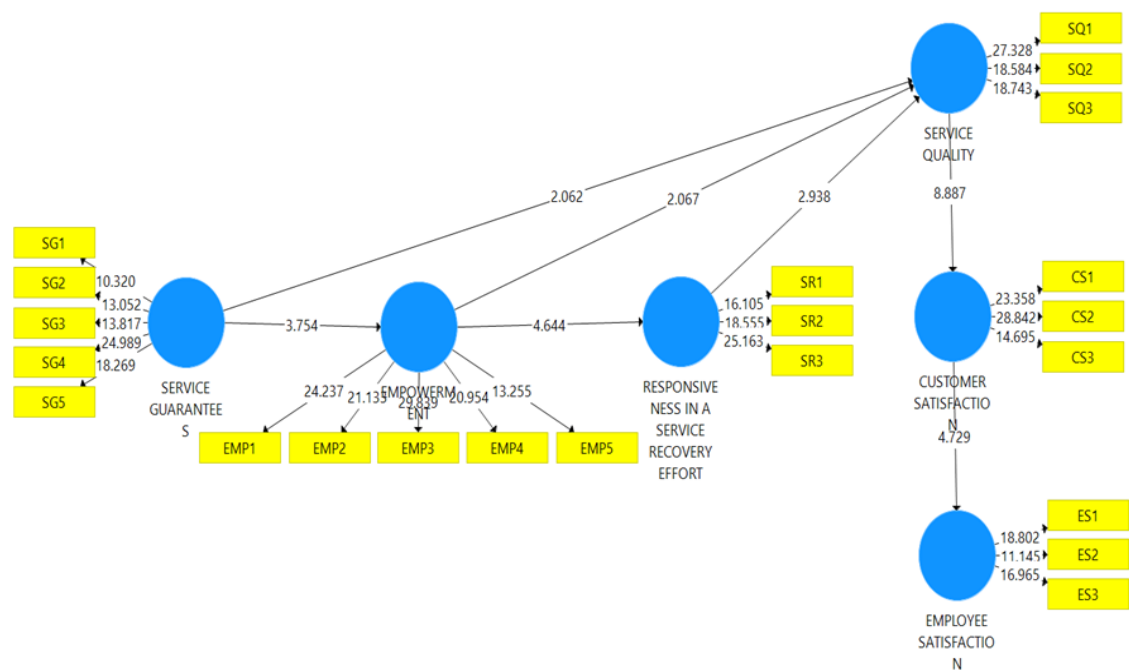 SQ1
27.328
18.584
SQ2
18.743
SQ3
SERVICE
QUALITY
2.062
2.067
2.938
8.887
SG1
SG2
SG3
SG4
SG5
10.320
13.052
13.817
24.989
18.269
SERVICE
GUARANTEE
S
3.754
4.644
EMPOWERM
ENT
24.237
21.135
29.839
20.954
13.255
EMP1
EMP2
EMP3
EMP4
EMP5
SR1
16.105
18.555
SR2
25.163
SR3
RESPONSIVE
NESS IN A
SERVICE
RECOVERY
EFFORT
CS1
23.358
28.842
CS2
14.695
CS3
CUSTOMER
SATISFACTIO
N
4.729
ES1
18.802
11.145
ES2
16.965
ES3
EMPLOYEE
SATISFACTIO
N